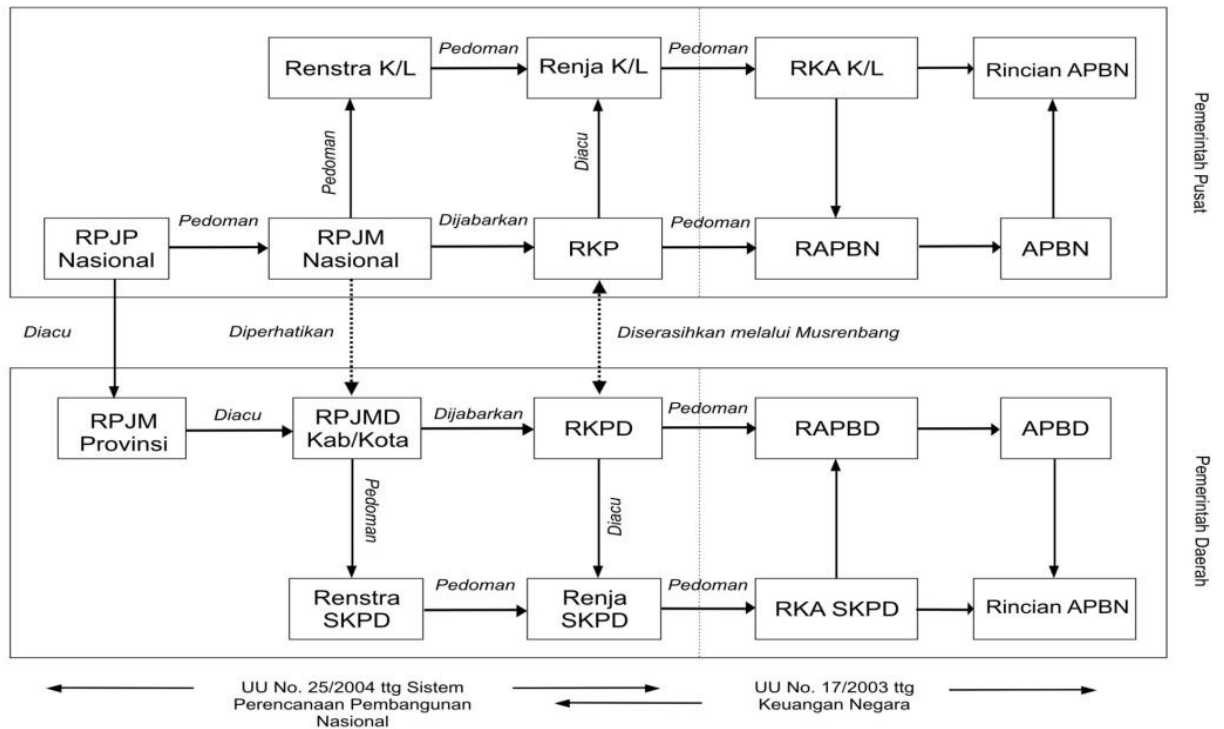 Pedoman
Pedoman
Renstra K/L
Renja K/L
RKA K/L
Rincian APBN
Pedoman
Diacu
Pemerintah Pusat
Pedoman
Dijabarkan
Pedoman
RPJP
Nasional
RPJM
Nasional
RKP
RAPBN
APBN
Diacu
Diperhatikan
Diserasihkan melalui Musrenbang
Diacu
Dijabarkan
Pedoman
RPJM
Provinsi
RPJMD
Kab/Kota
RKPD
RAPBD
APBD
Pedoman
Diacu
Pemerintah Daerah
Pedoman
Pedoman
Renstra
SKPD
Renja
SKPD
RKA SKPD
Rincian APBN
UU No. 25/2004 ttg Sistem
Perencanaan Pembangunan
Nasional
UU No. 17/2003 ttg
Keuangan Negara